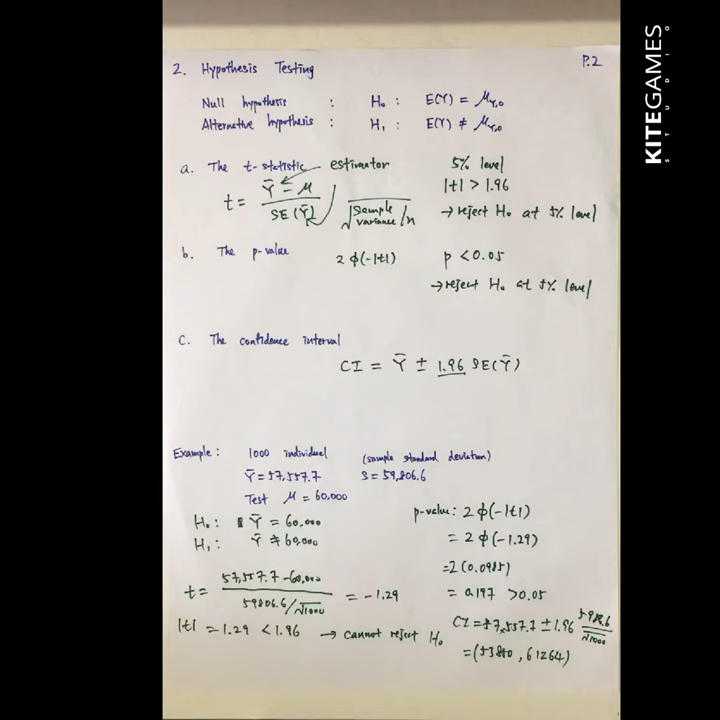 KITEGAMES
STUDIO
P.2
2. Hypothesis Testing
Null hypothesis : H₀ : E(Y) = μY,0
Alternative hypothesis : H₁ : E(Y) ≠ μY,0
a. The t-statistic estimator 5% level
t = (Ȳ - μ) / SE(Ȳ) √(sample variance / n) |t| > 1.96
→ reject H₀ at 5% level
b. The p-value 2Φ(-|t|) p < 0.05
→ reject H₀ at 5% level
c. The confidence interval
CI = Ȳ ± 1.96 SE(Ȳ)
Example: 1000 individual (sample standard deviation)
Ȳ = 57,557.7 S = 59,806.6
Test μ = 60,000
H₀: Ȳ = 60,000
H₁: Ȳ ≠ 60,000
t = (57,557.7 - 60,000) / (59806.6/√1000) = -1.29
|t| = 1.29 < 1.96 → cannot reject H₀
p-value: 2Φ(-|t|)
= 2Φ(-1.29)
= 2(0.0985)
= 0.197 > 0.05
CI = 57,557.7 ± 1.96 /√1000
= (53850, 61264)